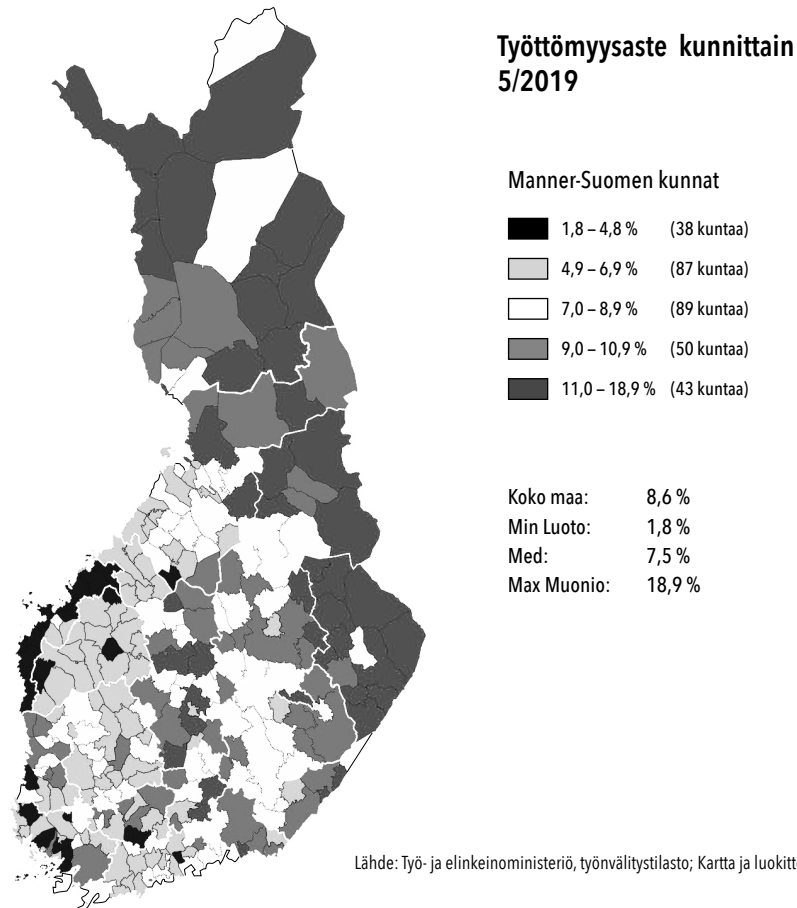 Työttömyysaste kunnittain
5/2019
Manner-Suomen kunnat
1,8 – 4,8 % (38 kuntaa)
4,9 – 6,9 % (87 kuntaa)
7,0 – 8,9 % (89 kuntaa)
9,0 – 10,9 % (50 kuntaa)
11,0 – 18,9 % (43 kuntaa)
Koko maa: 8,6 %
Min Luoto: 1,8 %
Med: 7,5 %
Max Muonio: 18,9 %
Lähde: Työ- ja elinkeinoministeriö, työnvälitystilasto; Kartta ja luokitte